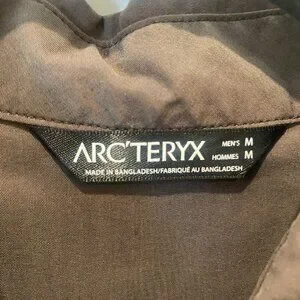 ARC'TERYX
MEN'S M
HOMMES M
MADE IN BANGLADESH/FABRIQUÉ AU BANGLADESH